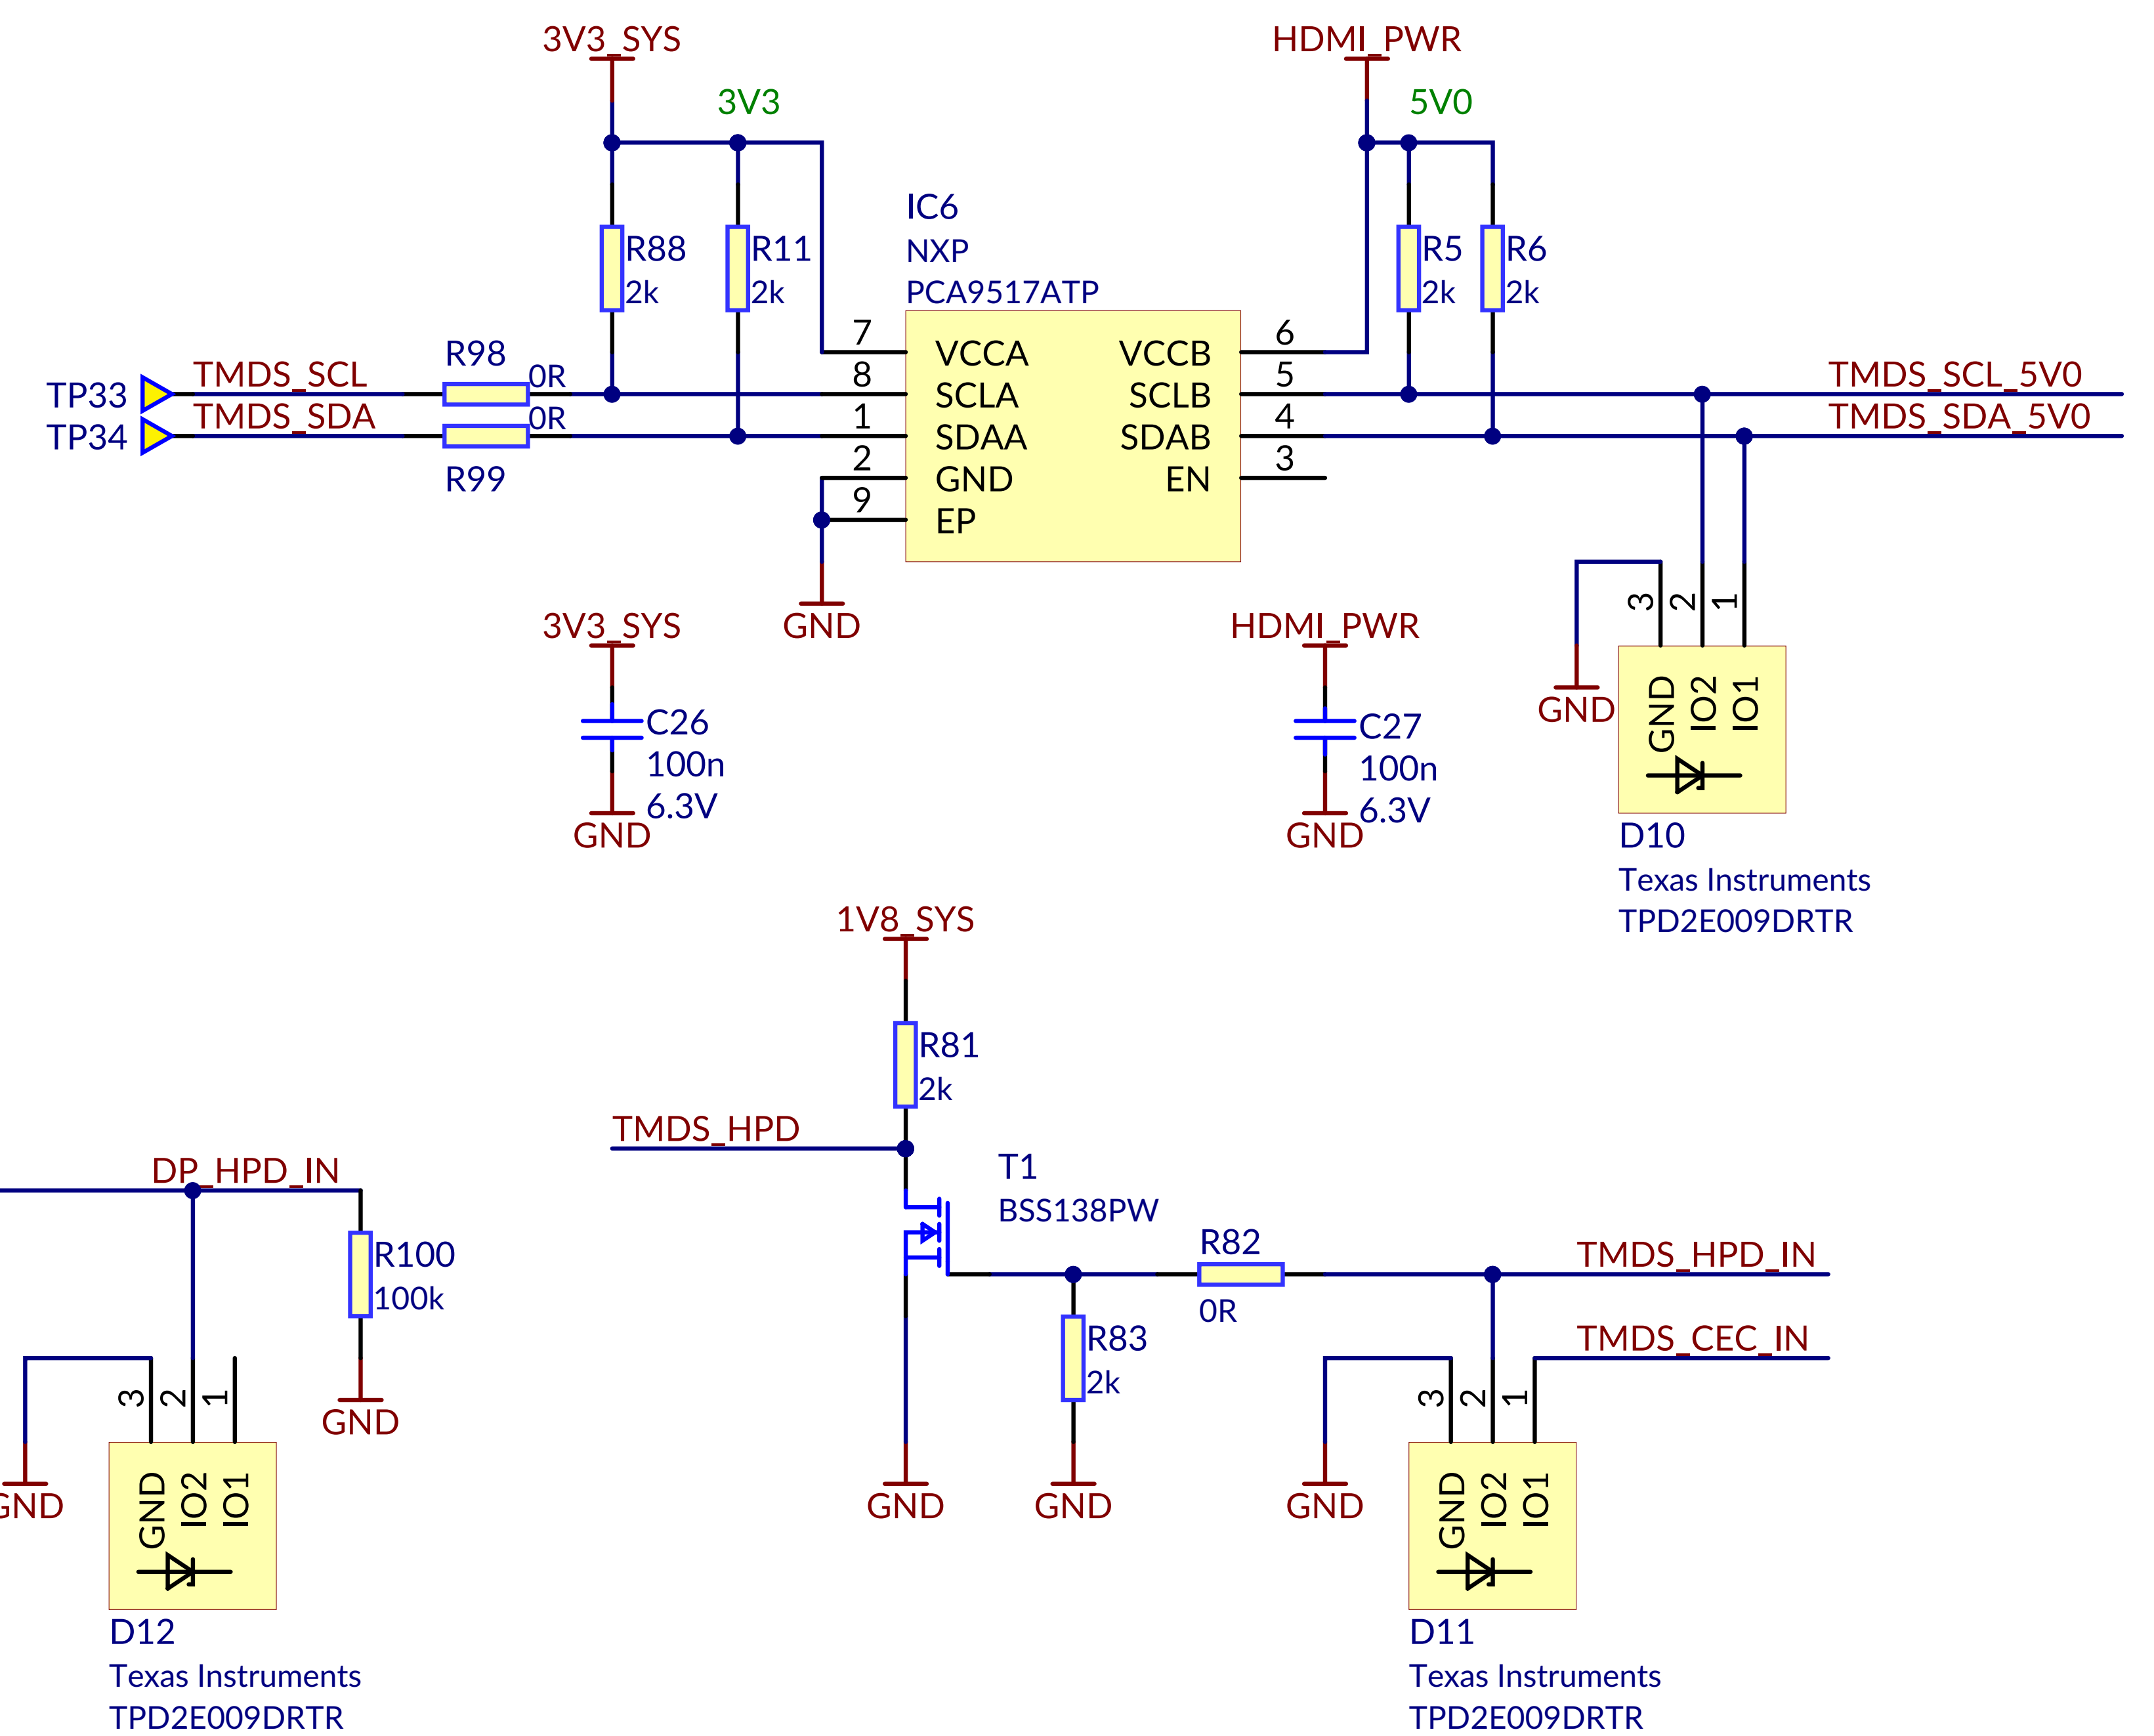 3V3_SYS
HDMI_PWR
3V3
5V0
IC6
NXP
PCA9517ATP
R88
2k
R11
2k
R5
2k
R6
2k
7
VCCA
VCCB
6
8
SCLA
SCLB
5
1
SDAA
SDAB
4
2
GND
EN
3
9
EP
TP33
TMDS_SCL
R98
0R
TP34
TMDS_SDA
0R
R99
TMDS_SCL_5V0
TMDS_SDA_5V0
GND
3V3_SYS
C26
100n
6.3V
GND
HDMI_PWR
C27
100n
6.3V
GND
GND
3
2
1
GND
IO2
IO1
D10
Texas Instruments
TPD2E009DRTR
1V8_SYS
R81
2k
TMDS_HPD
T1
BSS138PW
R82
0R
TMDS_HPD_IN
TMDS_CEC_IN
R83
2k
GND
GND
GND
DP_HPD_IN
R100
100k
GND
GND
3
2
1
GND
IO2
IO1
D12
Texas Instruments
TPD2E009DRTR
3
2
1
GND
IO2
IO1
D11
Texas Instruments
TPD2E009DRTR